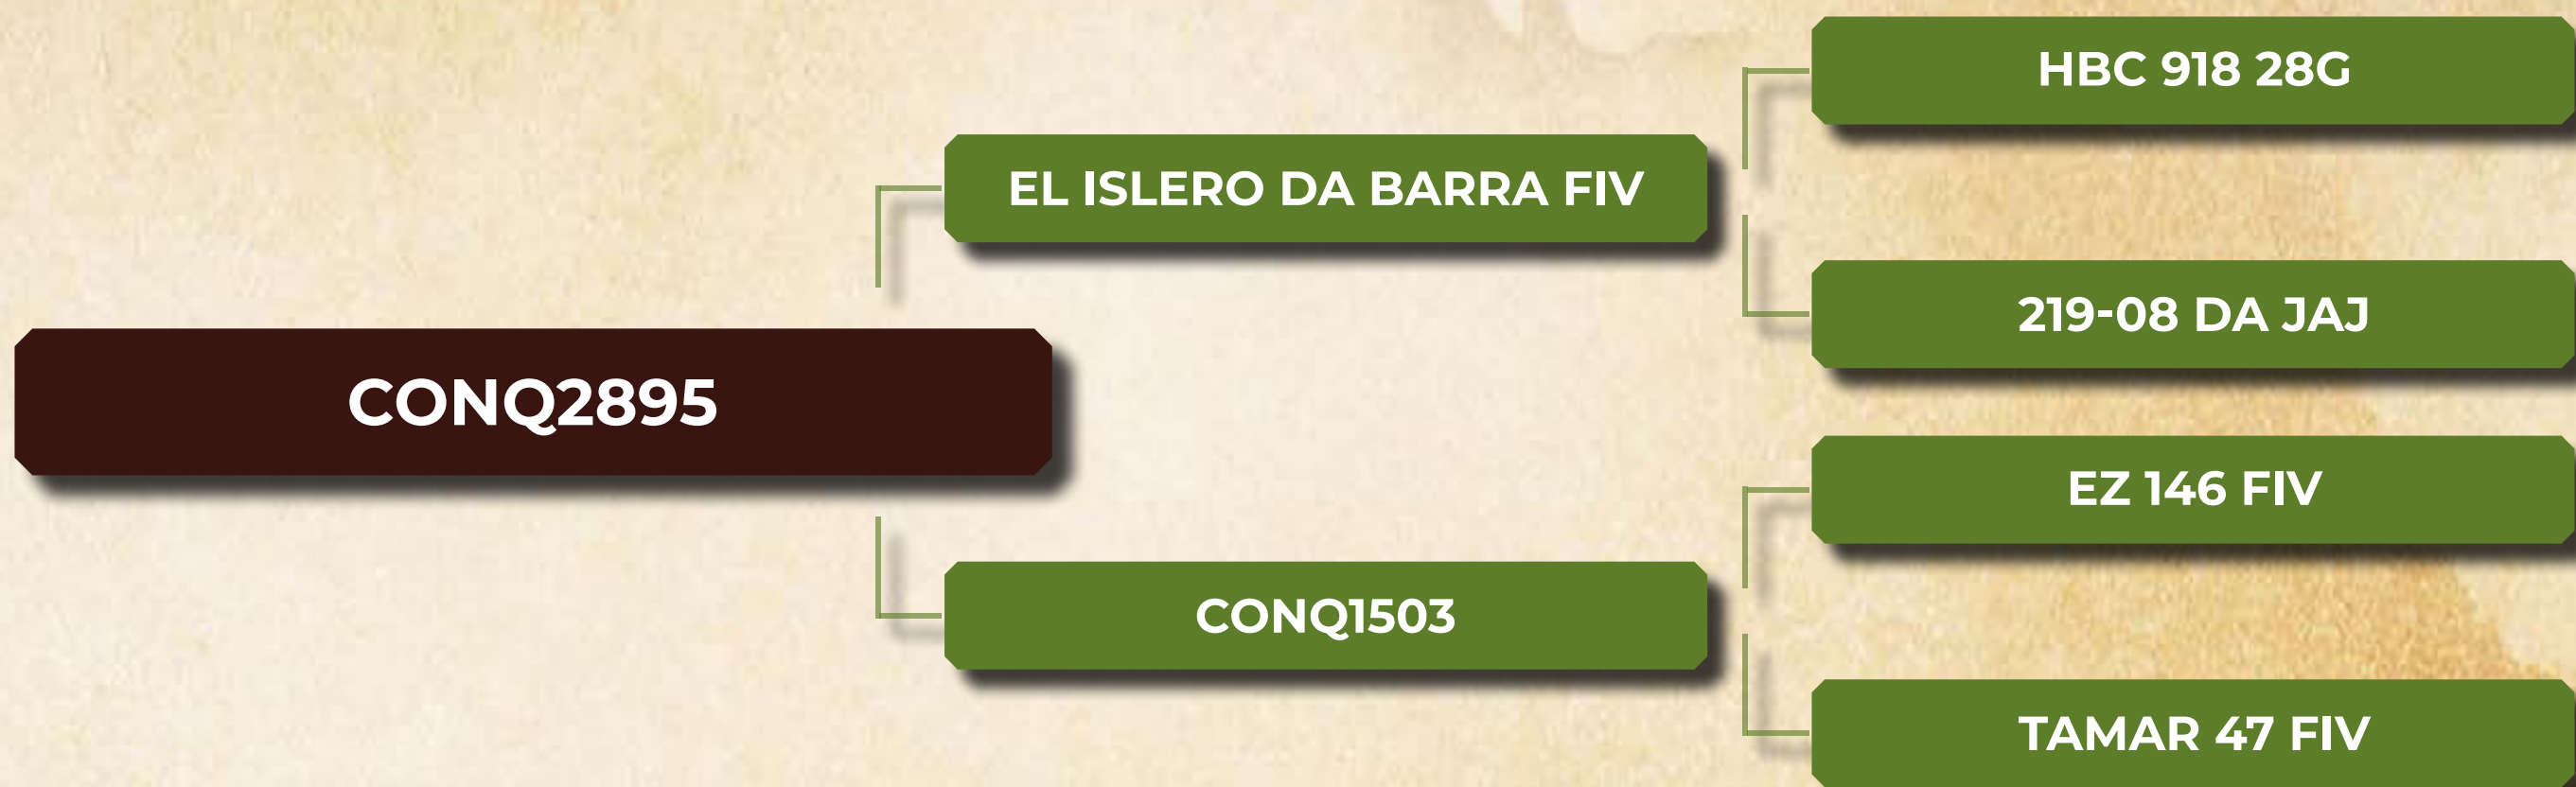 HBC 918 28G
EL ISLERO DA BARRA FIV
219-08 DA JAJ
CONQ2895
EZ 146 FIV
CONQ1503
TAMAR 47 FIV